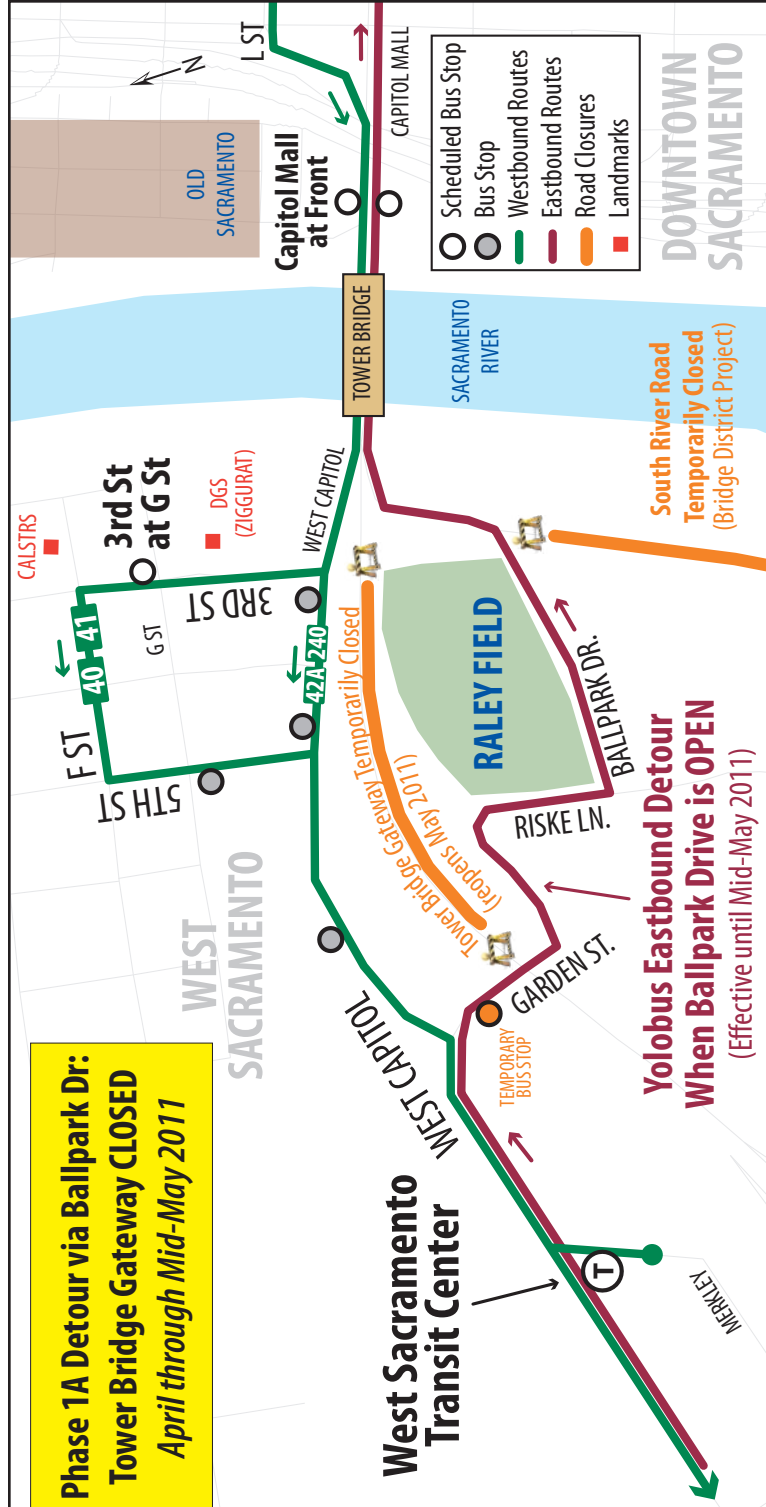 Phase 1A Detour via Ballpark Dr:
Tower Bridge Gateway CLOSED
April through Mid-May 2011
WEST
SACRAMENTO
CALSTRS
3rd St
at G St
DGS
(ZIGGURAT)
F ST
40 - 41
G ST
3RD ST
5TH ST
42A-240
WEST CAPITOL
OLD
SACRAMENTO
Capitol Mall
at Front
L ST
N
CAPITOL MALL
TOWER BRIDGE
SACRAMENTO
RIVER
Scheduled Bus Stop
Bus Stop
Westbound Routes
Eastbound Routes
Road Closures
Landmarks
DOWNTOWN
SACRAMENTO
West Sacramento
Transit Center
T
MERKLEY
WEST CAPITOL
TEMPORARY
BUS STOP
GARDEN ST.
Tower Bridge Gateway Temporarily Closed
(reopens May 2011)
RALEY FIELD
RISKE LN.
BALLPARK DR.
South River Road
Temporarily Closed
(Bridge District Project)
Yolobus Eastbound Detour
When Ballpark Drive is OPEN
(Effective until Mid-May 2011)